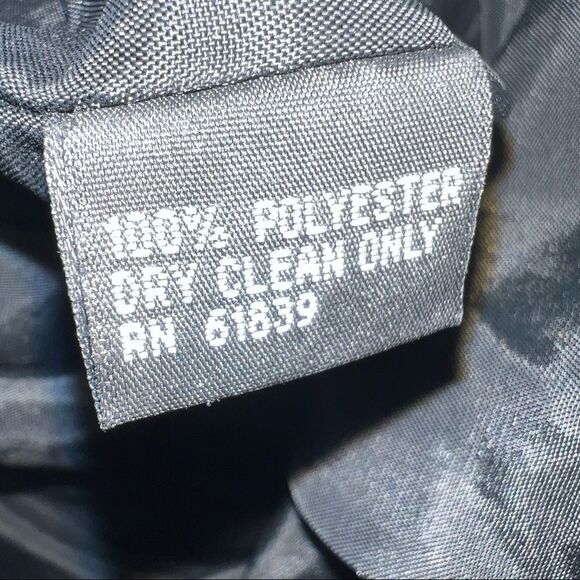 100% POLYESTER
DRY CLEAN ONLY
RN 61839